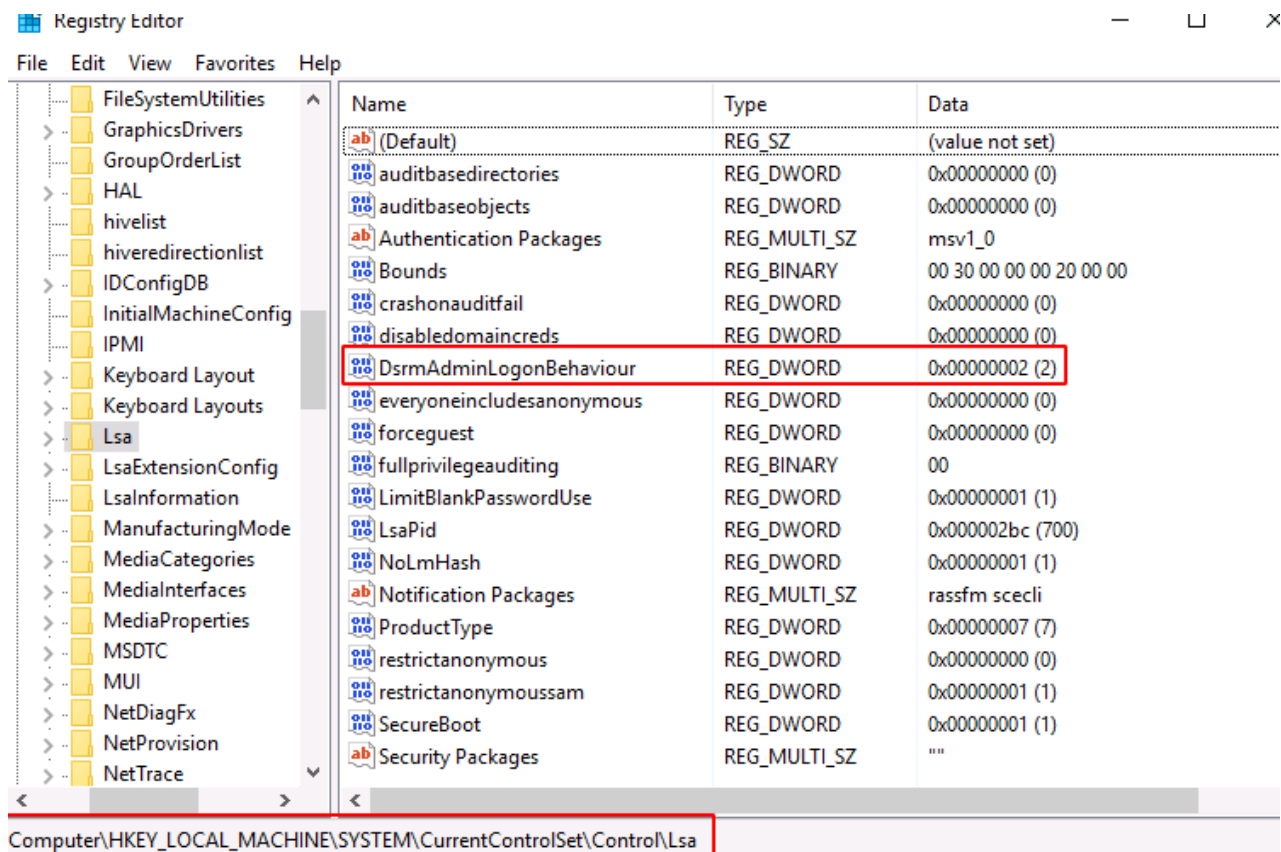 Registry Editor
File Edit View Favorites Help
FileSystemUtilities
GraphicsDrivers
GroupOrderList
HAL
hivelist
hiveredirectionlist
IDConfigDB
InitialMachineConfig
IPMI
Keyboard Layout
Keyboard Layouts
Lsa
LsaExtensionConfig
LsaInformation
ManufacturingMode
MediaCategories
MediaInterfaces
MediaProperties
MSDTC
MUI
NetDiagFx
NetProvision
NetTrace
Name Type Data
(Default) REG_SZ (value not set)
auditbasedirectories REG_DWORD 0x00000000 (0)
auditbaseobjects REG_DWORD 0x00000000 (0)
Authentication Packages REG_MULTI_SZ msv1_0
Bounds REG_BINARY 00 30 00 00 00 20 00 00
crashonauditfail REG_DWORD 0x00000000 (0)
disabledomaincreds REG_DWORD 0x00000000 (0)
DsrmAdminLogonBehaviour REG_DWORD 0x00000002 (2)
everyoneincludesanonymous REG_DWORD 0x00000000 (0)
forceguest REG_DWORD 0x00000000 (0)
fullprivilegeauditing REG_BINARY 00
LimitBlankPasswordUse REG_DWORD 0x00000001 (1)
LsaPid REG_DWORD 0x000002bc (700)
NoLmHash REG_DWORD 0x00000001 (1)
Notification Packages REG_MULTI_SZ rassfm scecli
ProductType REG_DWORD 0x00000007 (7)
restrictanonymous REG_DWORD 0x00000000 (0)
restrictanonymoussam REG_DWORD 0x00000001 (1)
SecureBoot REG_DWORD 0x00000001 (1)
Security Packages REG_MULTI_SZ ""
Computer\HKEY_LOCAL_MACHINE\SYSTEM\CurrentControlSet\Control\Lsa